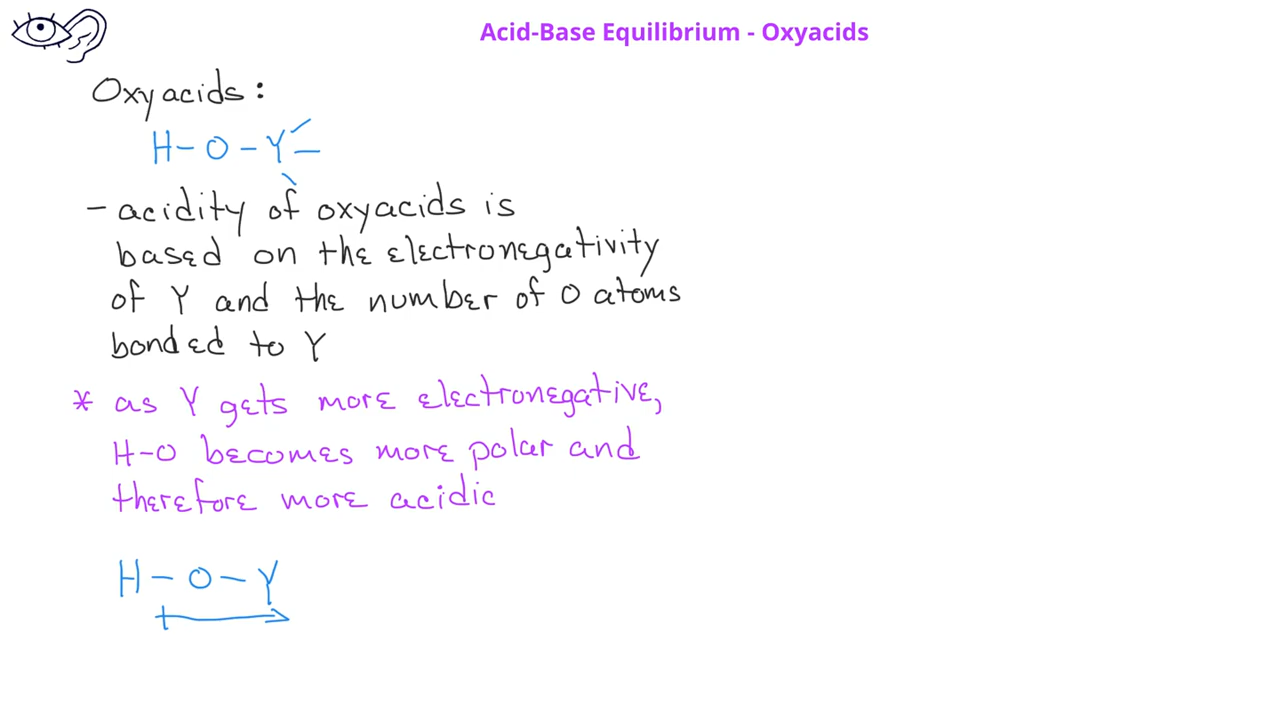 Acid-Base Equilibrium - Oxyacids
Oxyacids:
H-O-Y
- acidity of oxyacids is
based on the electronegativity
of Y and the number of O atoms
bonded to Y
* as Y gets more electronegative,
H-O becomes more polar and
therefore more acidic
H-O-Y